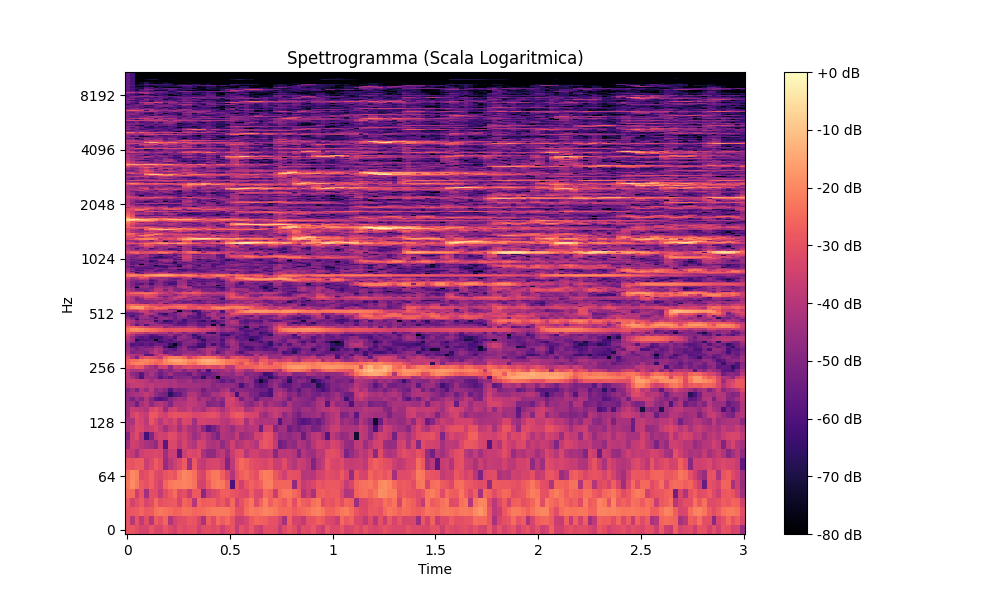 Spettrogramma (Scala Logaritmica)
8192
4096
2048
1024
512
256
128
64
0
Hz
0 0.5 1 1.5 2 2.5 3
Time
+0 dB
-10 dB
-20 dB
-30 dB
-40 dB
-50 dB
-60 dB
-70 dB
-80 dB